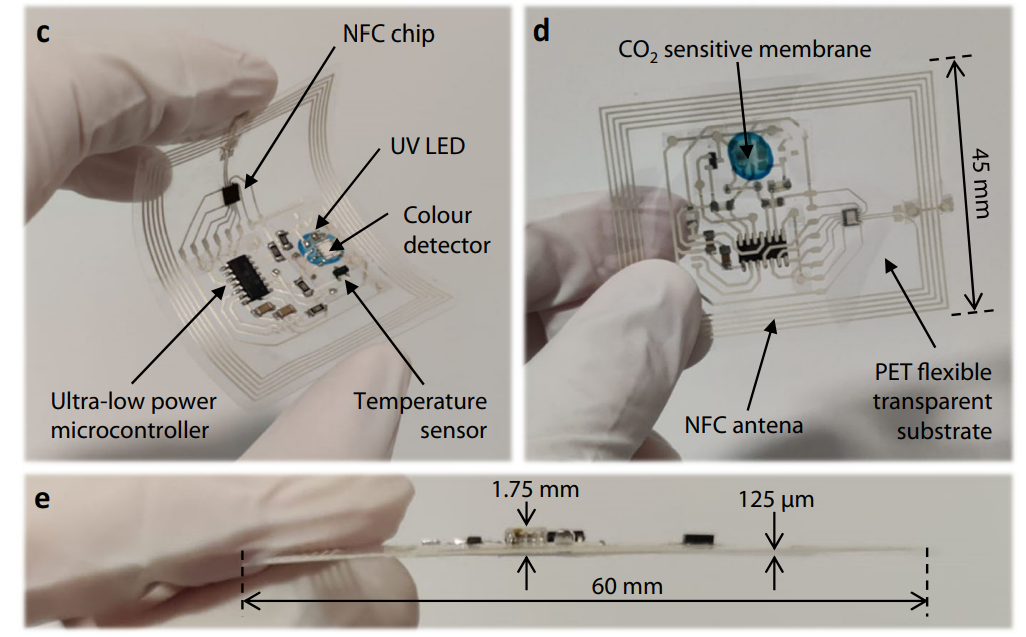 c
NFC chip
UV LED
Colour
detector
Ultra-low power
microcontroller
Temperature
sensor
d
CO₂ sensitive membrane
45 mm
PET flexible
transparent
substrate
NFC antena
e
1.75 mm
125 µm
60 mm